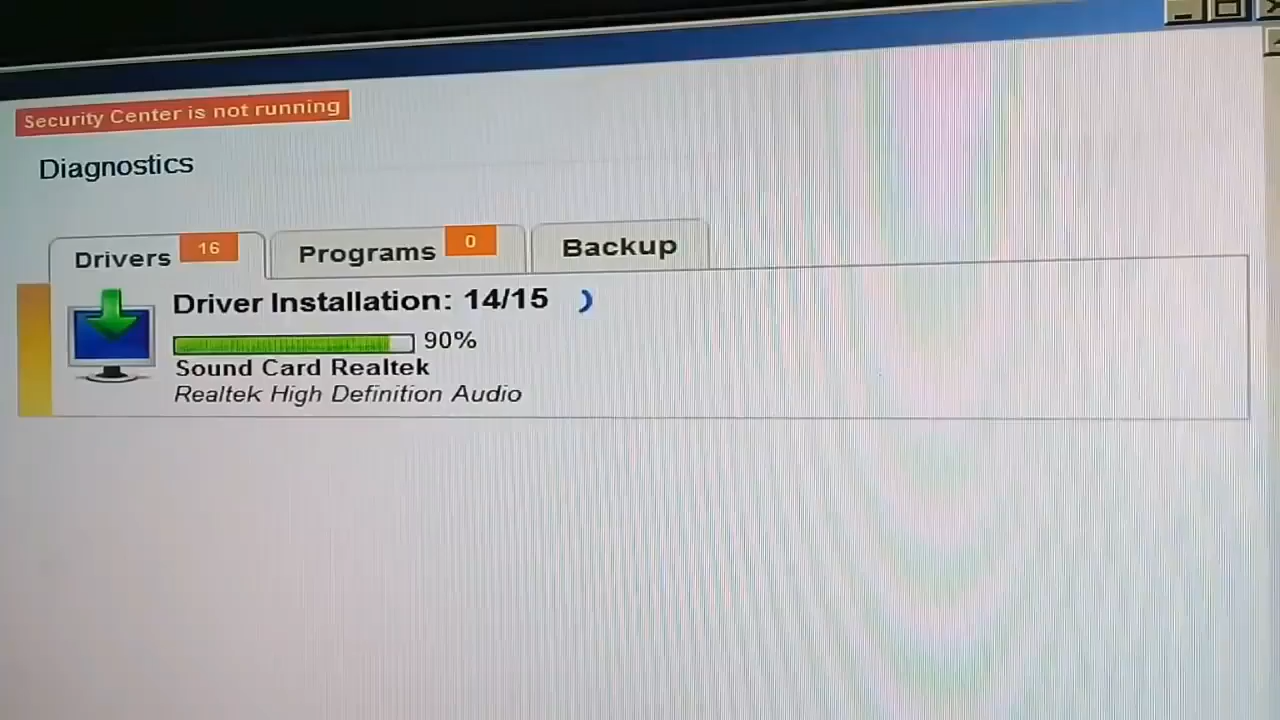 Security Center is not running
Diagnostics
Drivers 16
Programs 0
Backup
Driver Installation: 14/15
90%
Sound Card Realtek
Realtek High Definition Audio